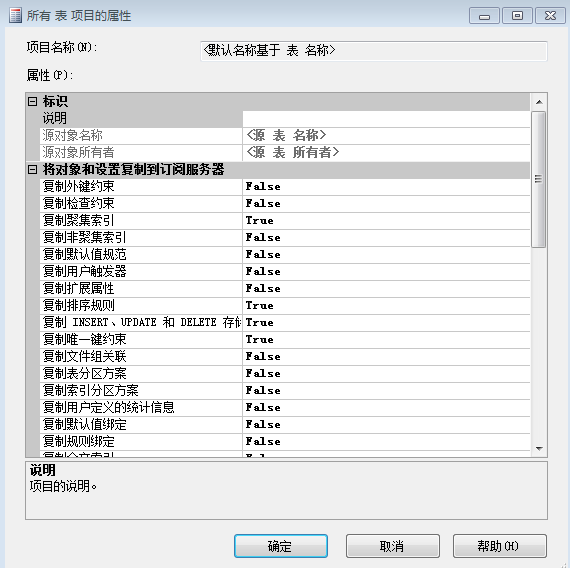 所有 表 项目的属性
项目名称(N):
<默认名称基于 表 名称>
属性(P):
标识
说明
源对象名称 <源 表 名称>
源对象所有者 <源 表 所有者>
将对象和设置复制到订阅服务器
复制外键约束 False
复制检查约束 False
复制聚集索引 True
复制非聚集索引 False
复制默认值规范 False
复制用户触发器 False
复制扩展属性 False
复制排序规则 True
复制 INSERT、UPDATE 和 DELETE 存储 True
复制唯一键约束 True
复制文件组关联 False
复制表分区方案 False
复制索引分区方案 False
复制用户定义的统计信息 False
复制默认值绑定 False
复制规则绑定 False
复制全文索引 False
说明
项目的说明。
确定 取消 帮助(H)